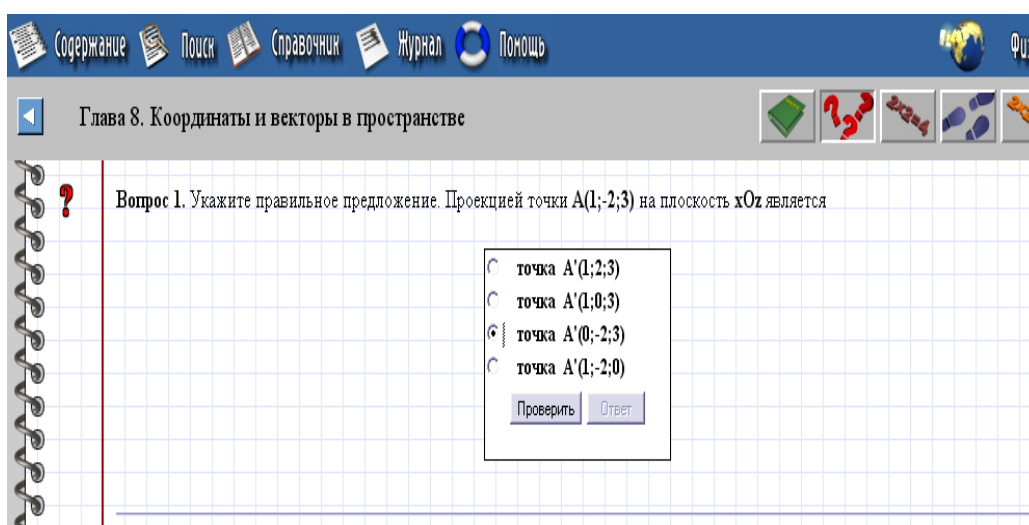 Содержание Поиск Справочник Журнал Помощь
Глава 8. Координаты и векторы в пространстве
2x2=4
?
Вопрос 1. Укажите правильное предложение. Проекцией точки A(1;-2;3) на плоскость xOz является
точка A'(1;2;3)
точка A'(1;0;3)
точка A'(0;-2;3)
точка A'(1;-2;0)
Проверить Ответ